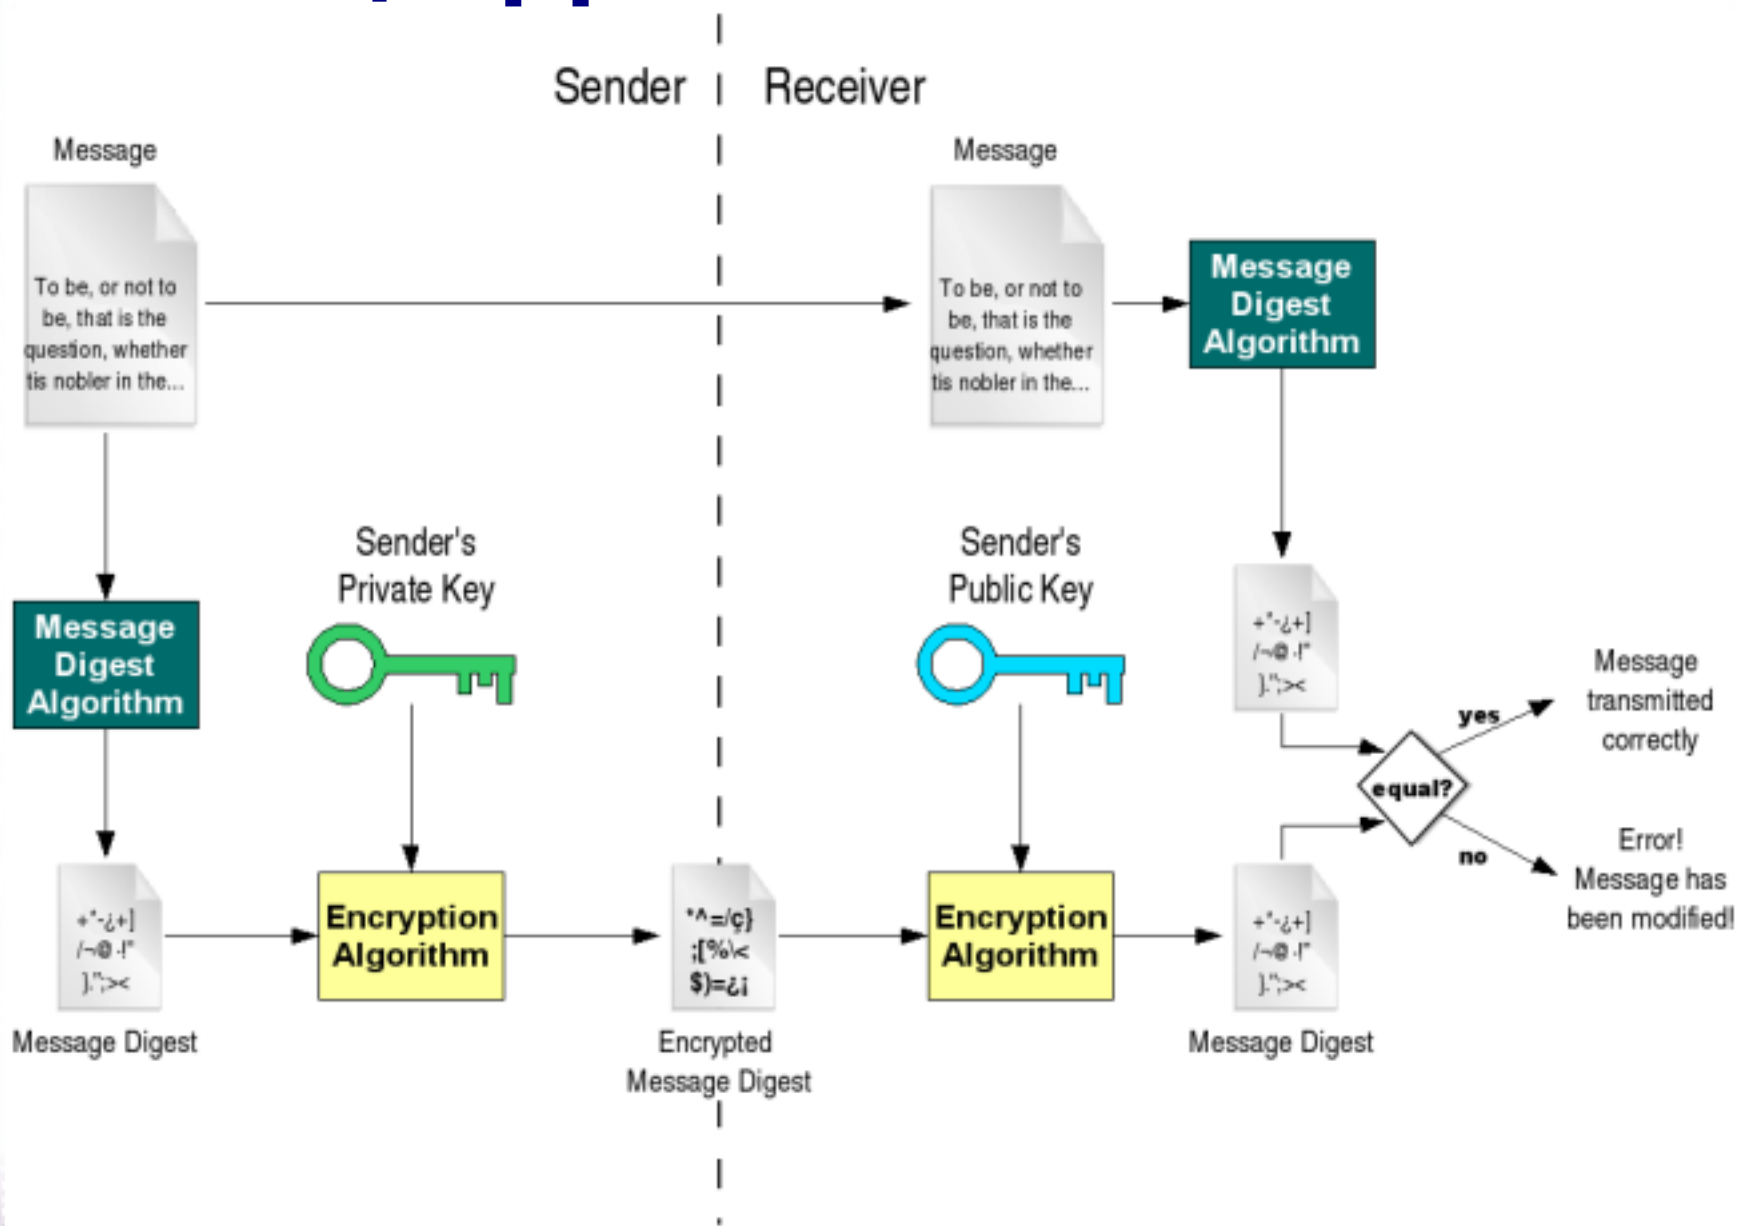 Sender
Receiver
Message
To be, or not to
be, that is the
question, whether
tis nobler in the...
Message
To be, or not to
be, that is the
question, whether
tis nobler in the...
Message
Digest
Algorithm
Sender's
Private Key
Sender's
Public Key
Message
Digest
Algorithm
+*-¿+]
/¬@·!"
}.";><
Message
transmitted
correctly
yes
equal?
no
Error!
Message has
been modified!
+*-¿+]
/¬@·!"
}.";><
Message Digest
Encryption
Algorithm
*^=/ç}
;[%\<
$)=¿¡
Encrypted
Message Digest
Encryption
Algorithm
+*-¿+]
/¬@·!"
}.";><
Message Digest